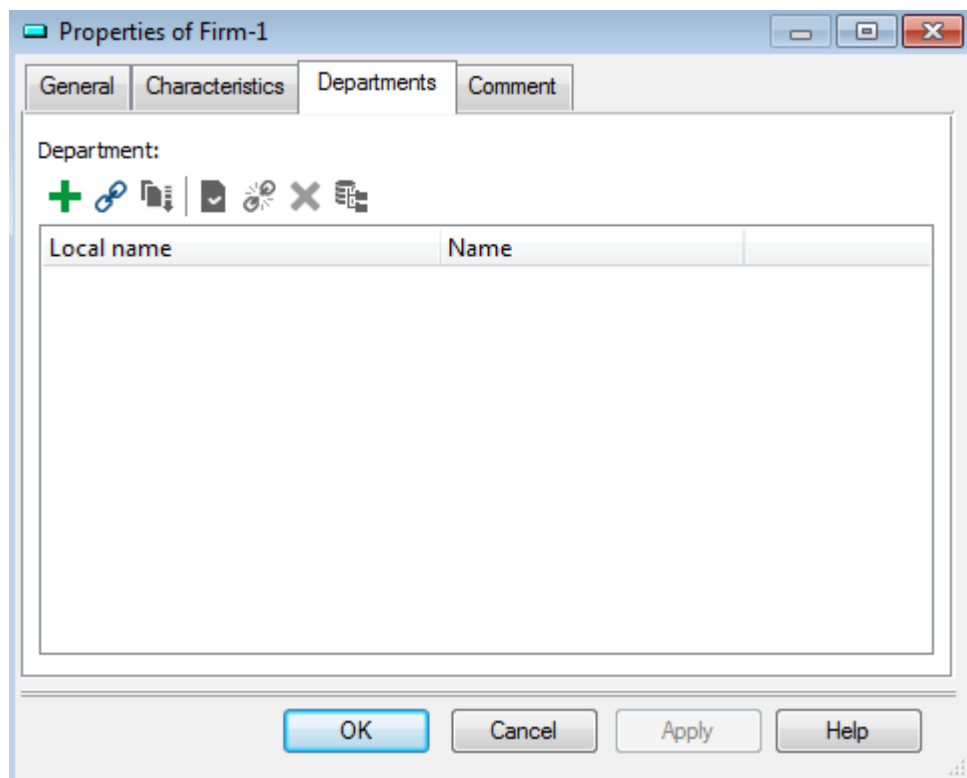 Properties of Firm-1
General Characteristics Departments Comment
Department:
Local name Name
OK Cancel Apply Help